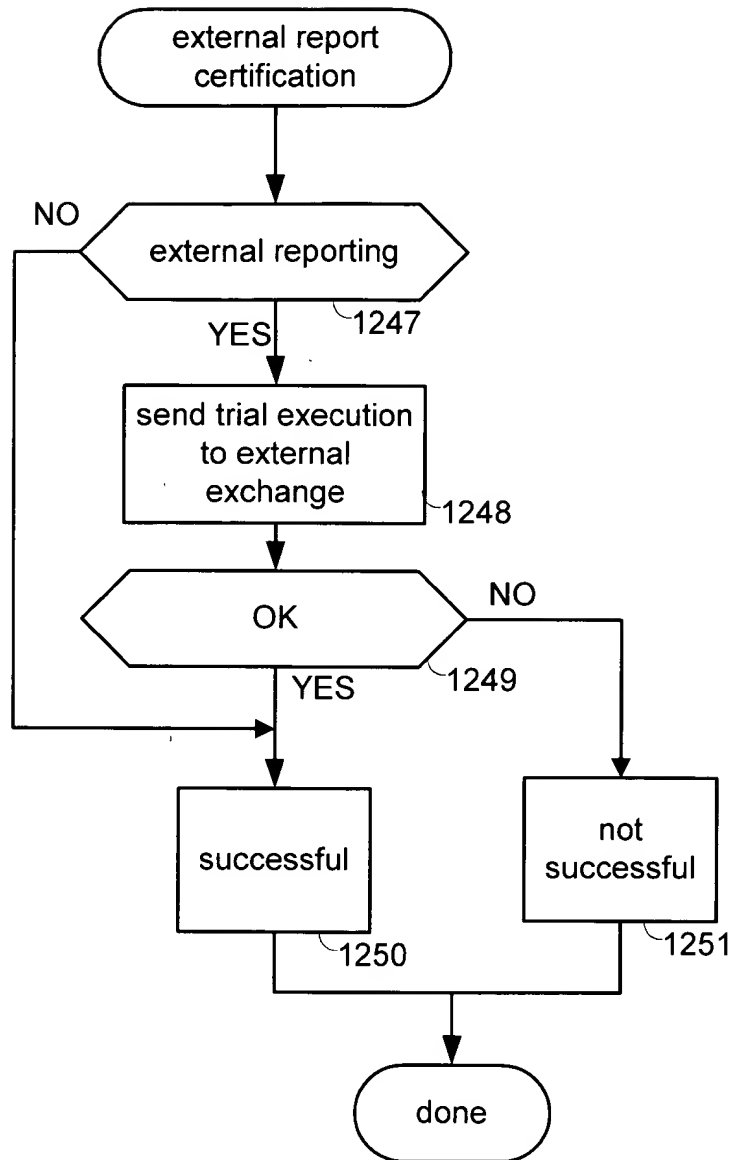 external report
certification
NO
external reporting
1247
YES
send trial execution
to external
exchange
1248
OK
NO
1249
YES
successful
1250
not
successful
1251
done